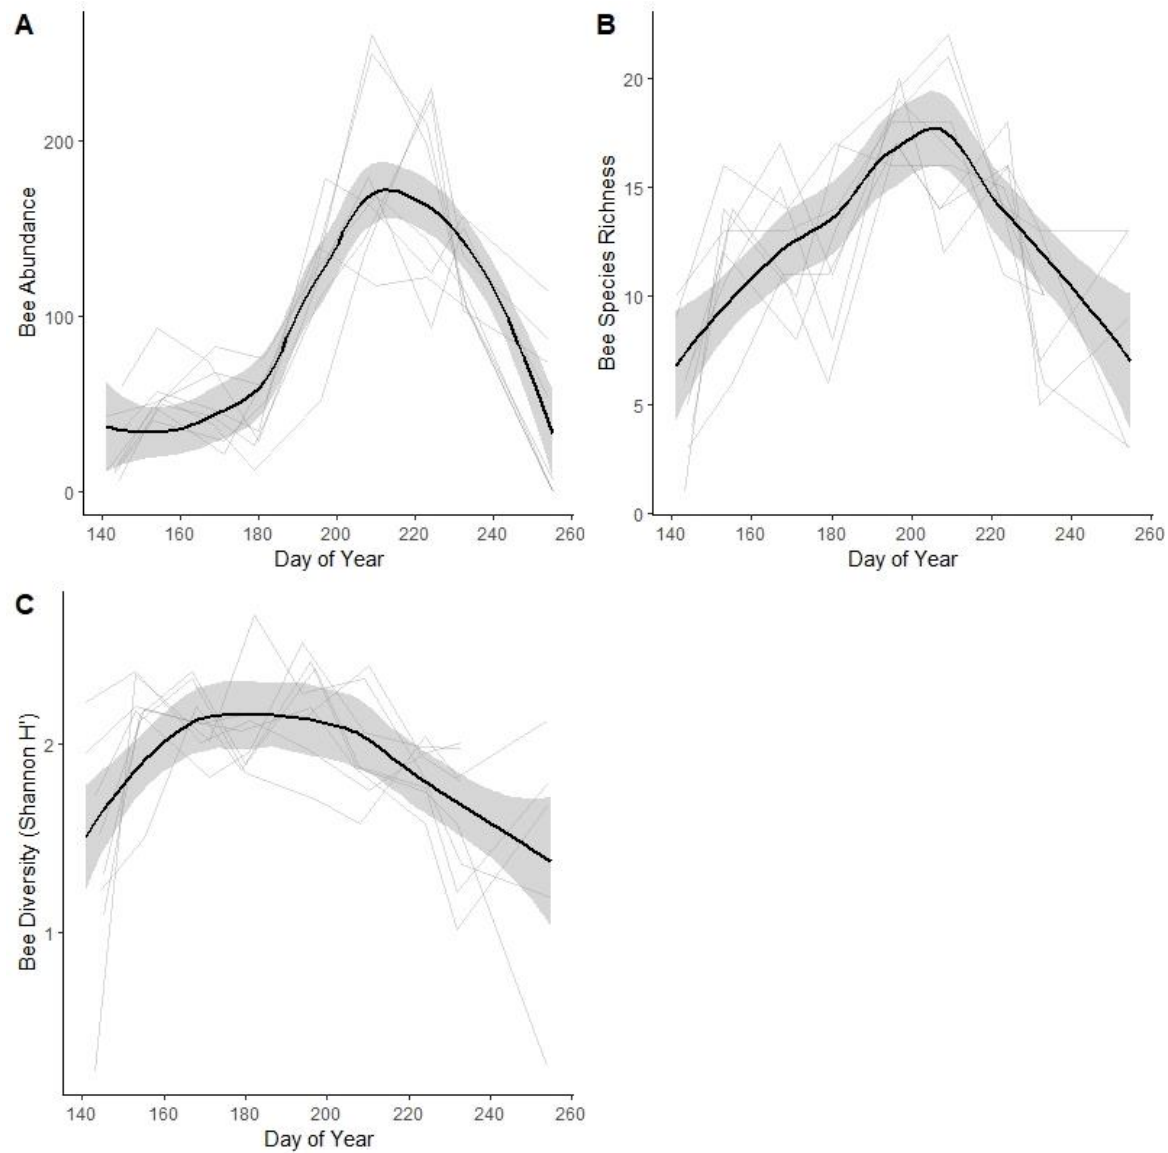 A
B
Bee Abundance
200
100
0
140 160 180 200 220 240 260
Day of Year
Bee Species Richness
20
15
10
5
0
140 160 180 200 220 240 260
Day of Year
C
Bee Diversity (Shannon H')
2
1
140 160 180 200 220 240 260
Day of Year